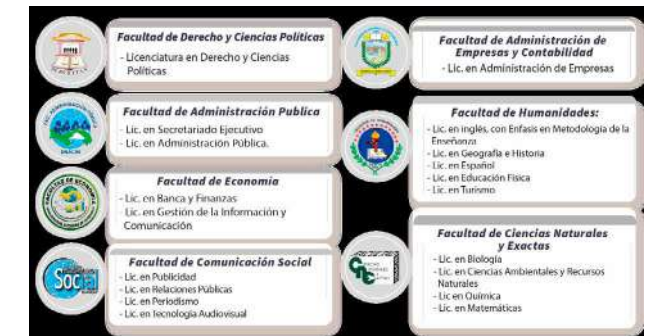 Facultad de Derecho y Ciencias Políticas
- Licenciatura en Derecho y Ciencias
Políticas
Facultad de Administración Publica
Lic. en Secretariado Ejecutivo
- Lic. en Administración Pública.
Facultad de Economia
- Lic. en Banca y Finanzas
Lic. en Gestión de la Información y
Comunicación
Facultad de Comunicación Social
- Lic. en Publicidad
- Lic. en Relaciones Públicas
- Lic. en Periodismo
- Lic. en Tecnología Audiovisual
Social
Facultad de Administración de
Empresas y Contabilidad
- Lic. en Administración de Empresas
Facultad de Humanidades:
- Lic. en inglés, con Enfasis en Metodologia de la
Enseñanza
- Lic. en Geografía e Historia
- Lic. en Español
- Lic. en Educación Física
- Lic. en Turismo
Facultad de Ciencias Naturales
y Exactas
- Lic. en Biología
- Lic. en Ciencias Ambientales y Recursos
Naturales
- Lic en Química
- Lic. en Matemáticas